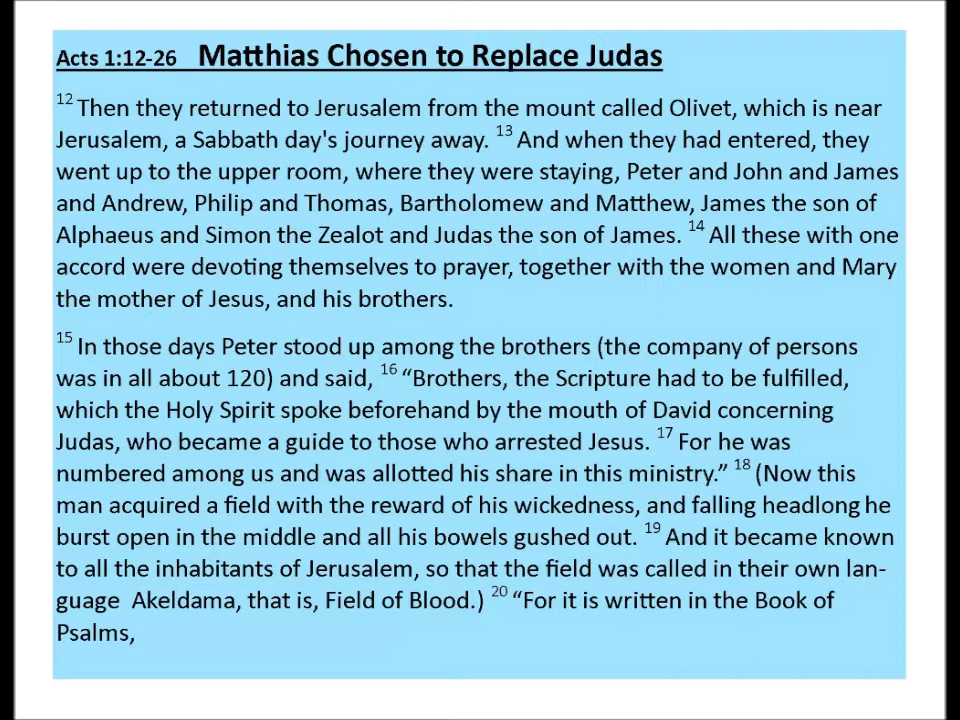 Acts 1:12-26 Matthias Chosen to Replace Judas
12 Then they returned to Jerusalem from the mount called Olivet, which is near
Jerusalem, a Sabbath day's journey away. 13 And when they had entered, they
went up to the upper room, where they were staying, Peter and John and James
and Andrew, Philip and Thomas, Bartholomew and Matthew, James the son of
Alphaeus and Simon the Zealot and Judas the son of James. 14 All these with one
accord were devoting themselves to prayer, together with the women and Mary
the mother of Jesus, and his brothers.
15 In those days Peter stood up among the brothers (the company of persons
was in all about 120) and said, 16 “Brothers, the Scripture had to be fulfilled,
which the Holy Spirit spoke beforehand by the mouth of David concerning
Judas, who became a guide to those who arrested Jesus. 17 For he was
numbered among us and was allotted his share in this ministry.” 18 (Now this
man acquired a field with the reward of his wickedness, and falling headlong he
burst open in the middle and all his bowels gushed out. 19 And it became known
to all the inhabitants of Jerusalem, so that the field was called in their own lan-
guage Akeldama, that is, Field of Blood.) 20 “For it is written in the Book of
Psalms,